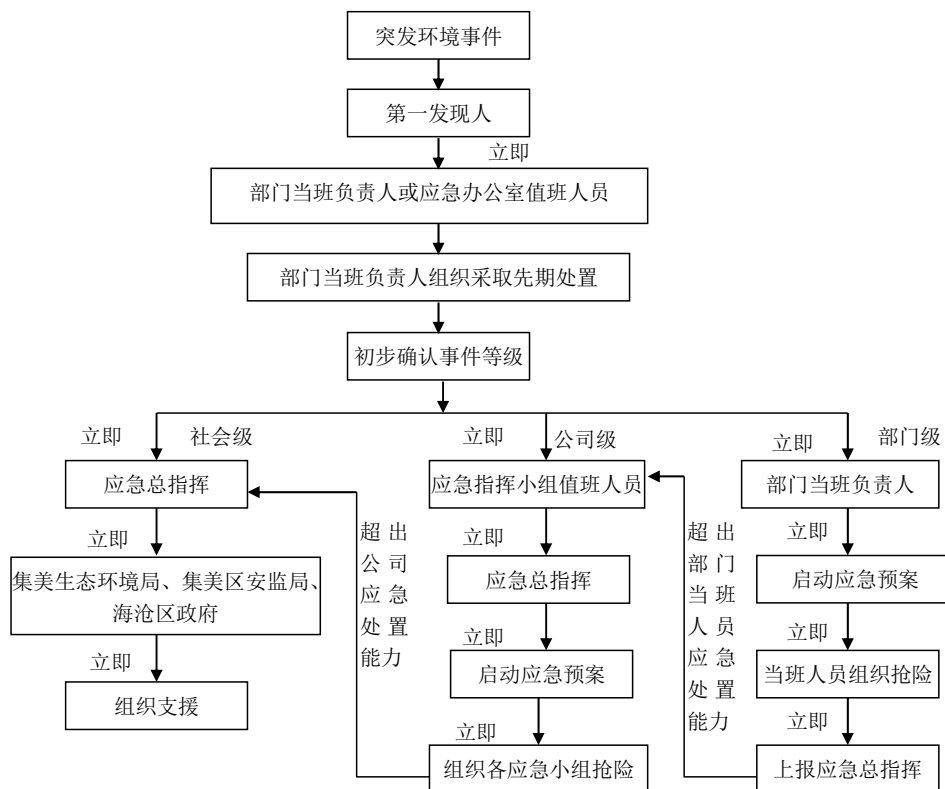 突发环境事件
第一发现人
立即
部门当班负责人或应急办公室值班人员
部门当班负责人组织采取先期处置
初步确认事件等级
立即
社会级
立即
公司级
立即
部门级
应急总指挥
应急指挥小组值班人员
部门当班负责人
立即
立即
立即
超出
公司
应急
处置
能力
超出
部门
当班
人员
应急
处置
能力
集美生态环境局、集美区安监局、
海沧区政府
应急总指挥
启动应急预案
立即
立即
立即
组织支援
启动应急预案
当班人员组织抢险
立即
立即
组织各应急小组抢险
上报应急总指挥